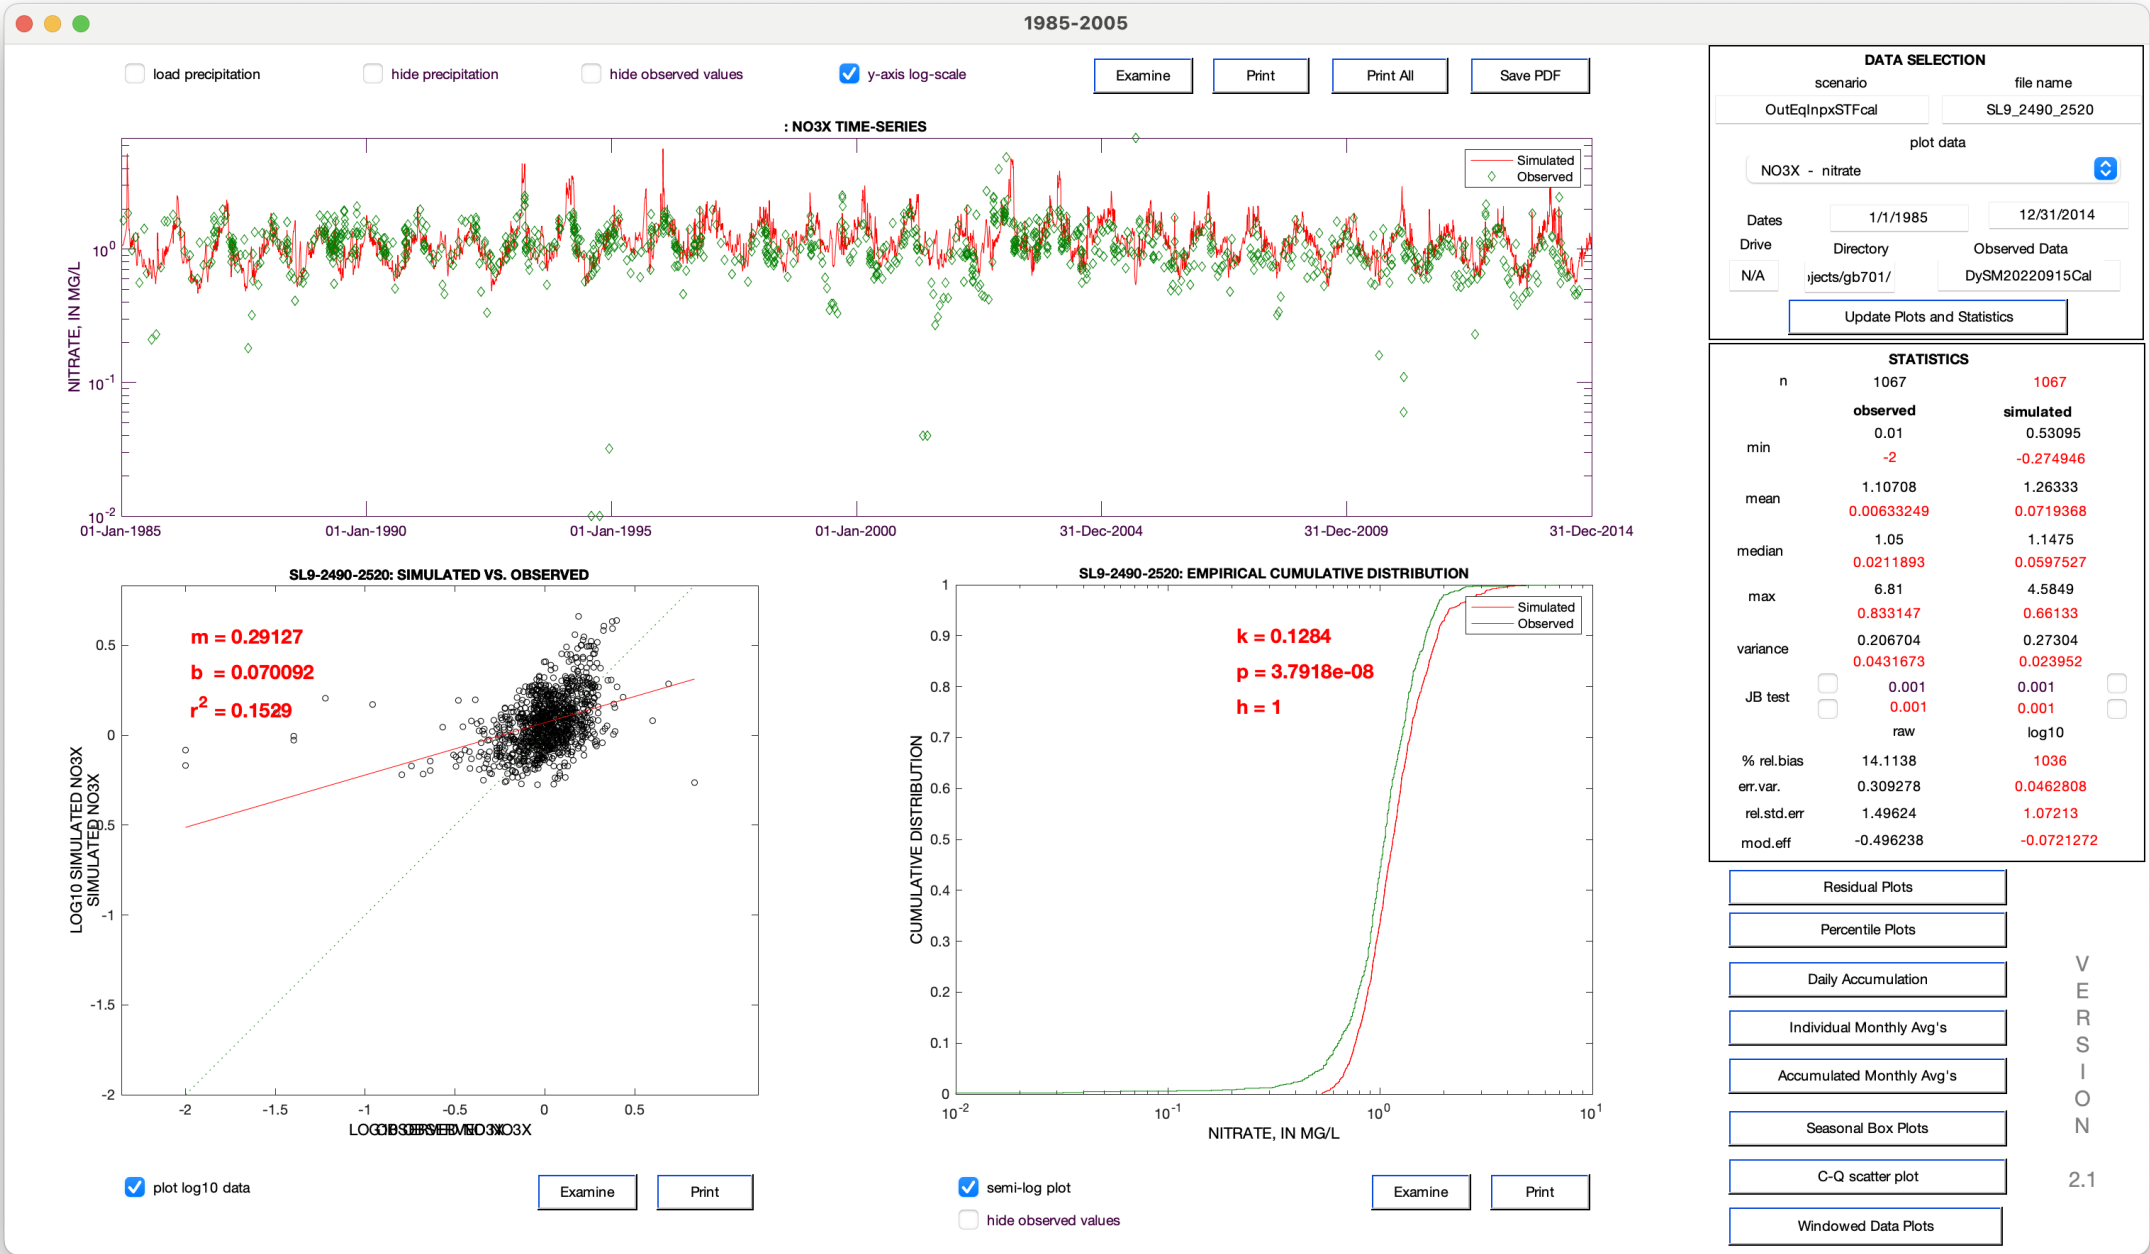 1985-2005
load precipitation
hide precipitation
hide observed values
y-axis log-scale
Examine
Print
Print All
Save PDF
: NO3X TIME-SERIES
NITRATE, IN MG/L
10^0
10^-1
10^-2
Simulated
Observed
01-Jan-1985
01-Jan-1990
01-Jan-1995
01-Jan-2000
31-Dec-2004
31-Dec-2009
31-Dec-2014
SL9-2490-2520: SIMULATED VS. OBSERVED
m = 0.29127
b = 0.070092
r^2 = 0.1529
LOG10 SIMULATED NO3X
SIMULATED NO3X
0.5
0
-0.5
-1
-1.5
-2
-2
-1.5
-1
-0.5
0
0.5
plot log10 data
Examine
Print
SL9-2490-2520: EMPIRICAL CUMULATIVE DISTRIBUTION
k = 0.1284
p = 3.7918e-08
h = 1
Simulated
Observed
CUMULATIVE DISTRIBUTION
1
0.9
0.8
0.7
0.6
0.5
0.4
0.3
0.2
0.1
0
10^-2
10^-1
10^0
10^1
NITRATE, IN MG/L
semi-log plot
hide observed values
Examine
Print
DATA SELECTION
scenario file name
OutEqInpxSTFcal SL9_2490_2520
plot data
NO3X - nitrate
Dates 1/1/1985 12/31/2014
Drive Directory Observed Data
N/A jects/gb701/ DySM20220915Cal
Update Plots and Statistics
STATISTICS
n 1067 1067
observed simulated
min 0.01 0.53095
-2 -0.274946
mean 1.10708 1.26333
0.00633249 0.0719368
median 1.05 1.1475
0.0211893 0.0597527
max 6.81 4.5849
0.833147 0.66133
variance 0.206704 0.27304
0.0431673 0.023952
JB test 0.001 0.001
0.001 0.001
raw log10
% rel.bias 14.1138 1036
err.var. 0.309278 0.0462808
rel.std.err 1.49624 1.07213
mod.eff -0.496238 -0.0721272
Residual Plots
Percentile Plots
Daily Accumulation
Individual Monthly Avg's
Accumulated Monthly Avg's
Seasonal Box Plots
C-Q scatter plot
Windowed Data Plots
VERSION
2.1